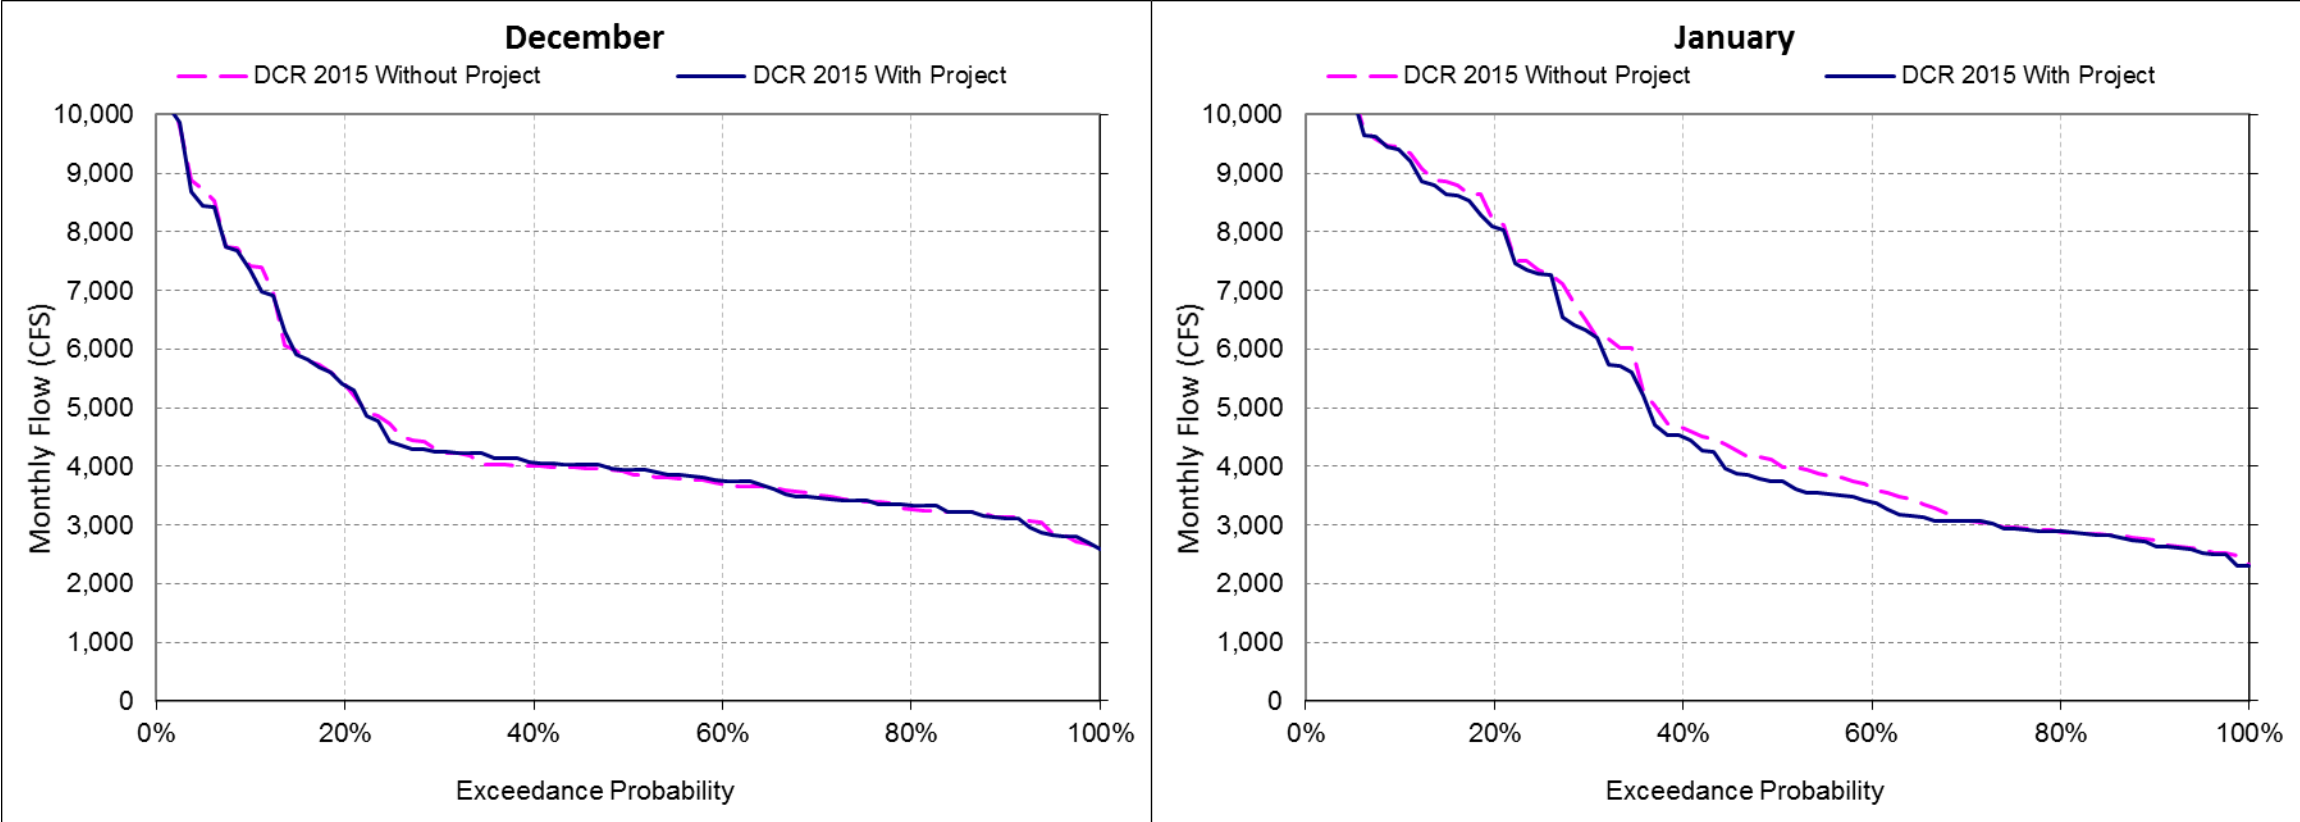 December
DCR 2015 Without Project DCR 2015 With Project
10,000
9,000
8,000
7,000
6,000
5,000
4,000
3,000
2,000
1,000
0
Monthly Flow (CFS)
0% 20% 40% 60% 80% 100%
Exceedance Probability
January
DCR 2015 Without Project DCR 2015 With Project
10,000
9,000
8,000
7,000
6,000
5,000
4,000
3,000
2,000
1,000
0
Monthly Flow (CFS)
0% 20% 40% 60% 80% 100%
Exceedance Probability